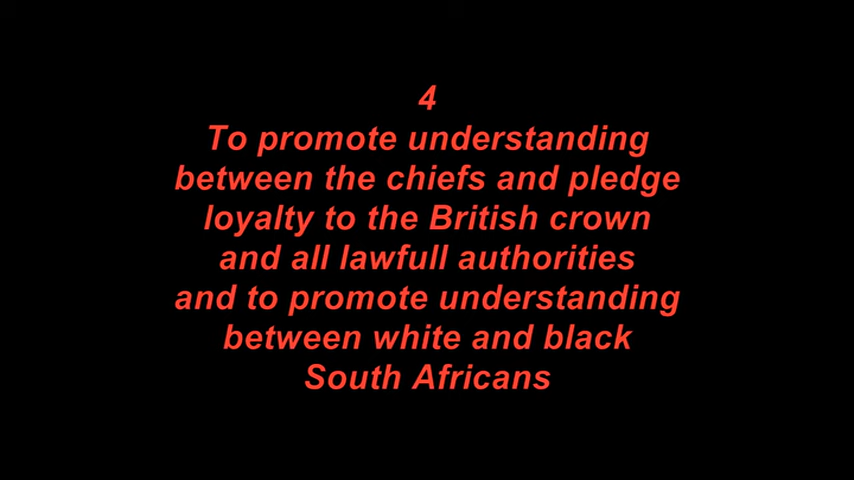 4
To promote understanding
between the chiefs and pledge
loyalty to the British crown
and all lawfull authorities
and to promote understanding
between white and black
South Africans